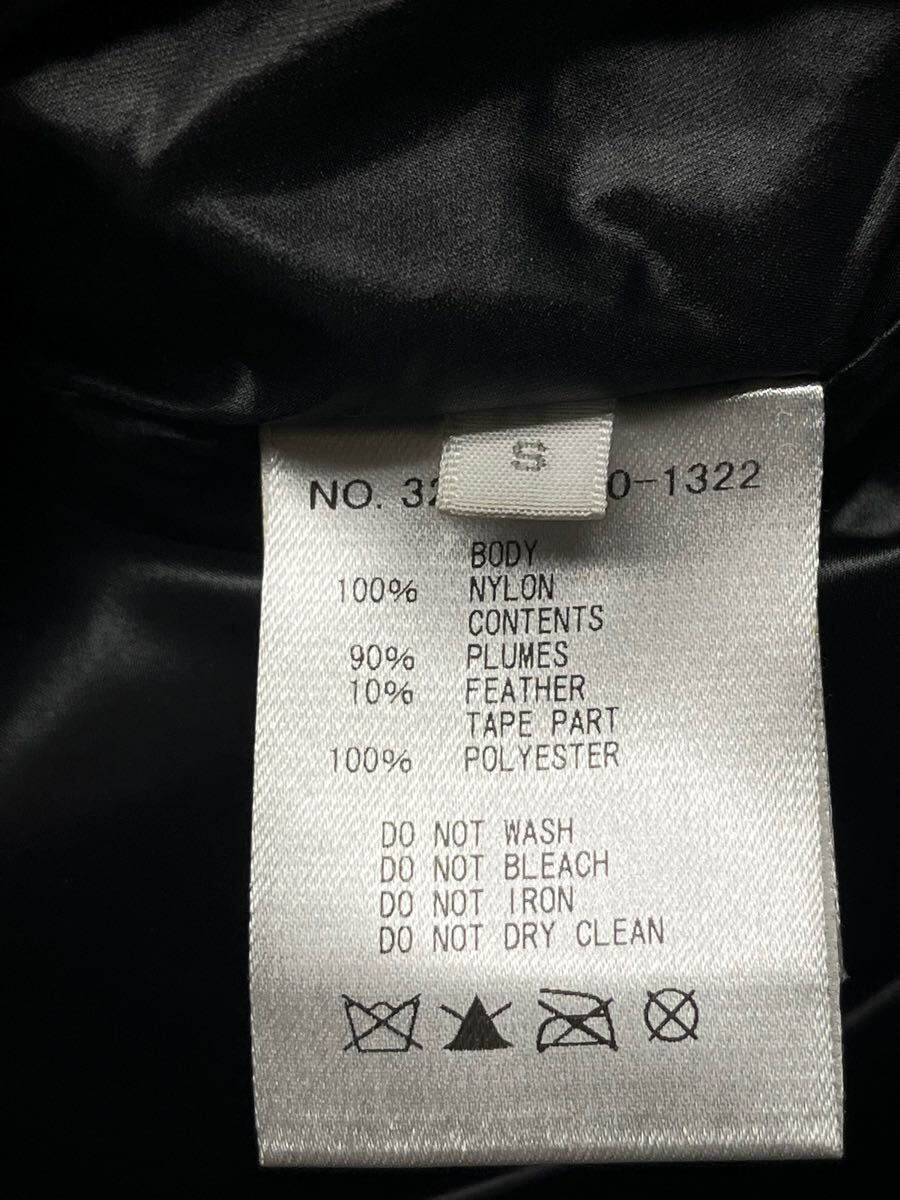 S
NO. 32 0-1322
BODY
100% NYLON
CONTENTS
90% PLUMES
10% FEATHER
TAPE PART
100% POLYESTER
DO NOT WASH
DO NOT BLEACH
DO NOT IRON
DO NOT DRY CLEAN